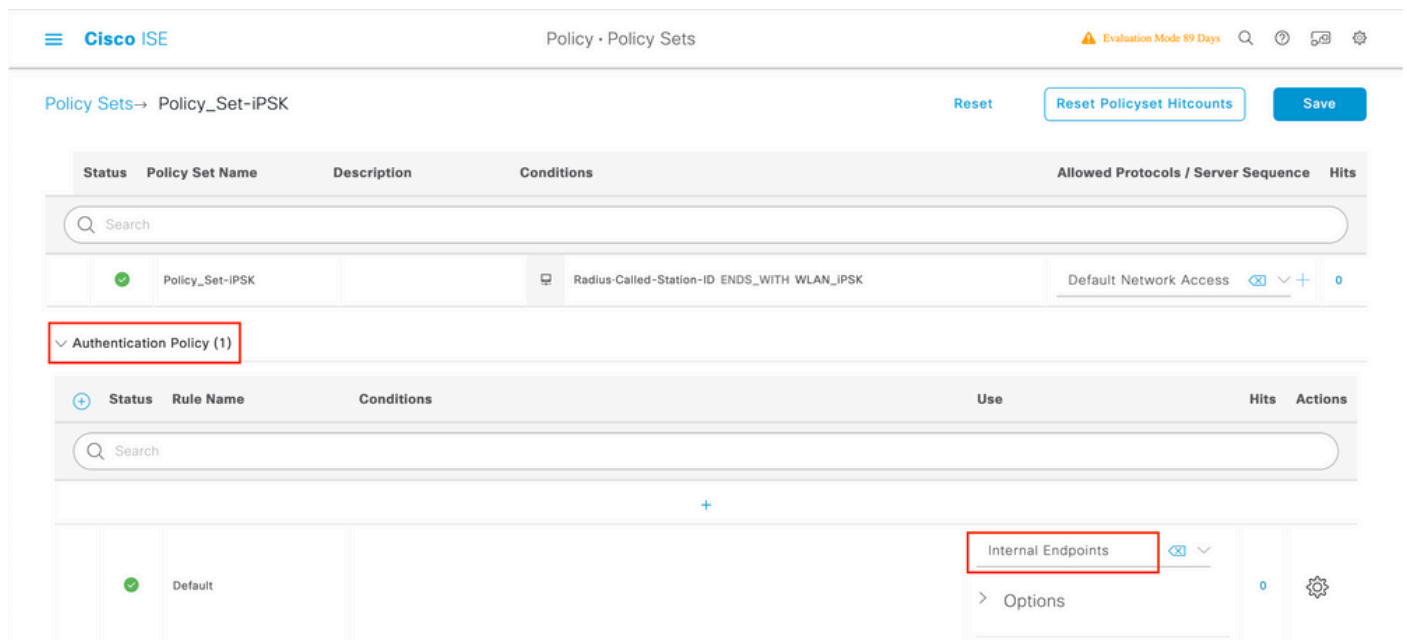 Cisco ISE
Policy · Policy Sets
Evaluation Mode 89 Days
Policy Sets→ Policy_Set-iPSK
Reset
Reset Policyset Hitcounts
Save
Status Policy Set Name Description Conditions Allowed Protocols / Server Sequence Hits
Search
Policy_Set-iPSK Radius-Called-Station-ID ENDS_WITH WLAN_iPSK Default Network Access 0
Authentication Policy (1)
Status Rule Name Conditions Use Hits Actions
Search
+
Internal Endpoints
Default 0
Options